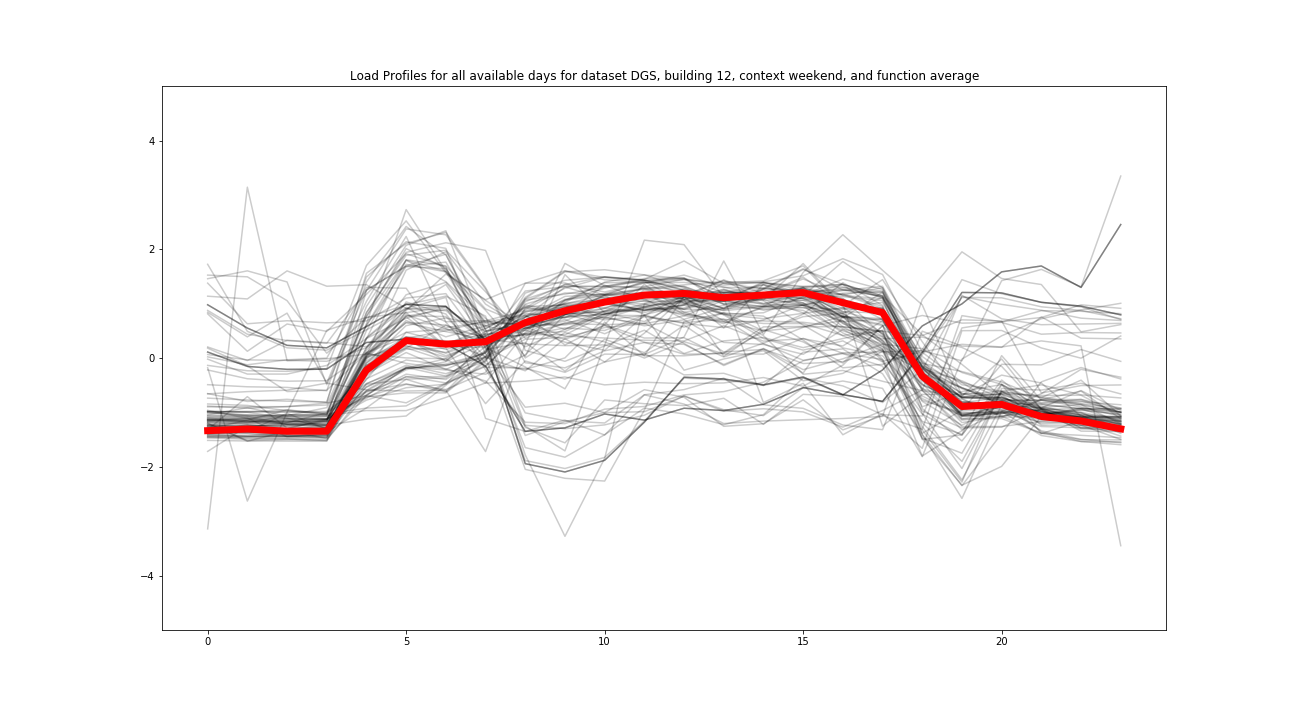 Load Profiles for all available days for dataset DGS, building 12, context weekend, and function average
4
2
0
−2
−4
0 5 10 15 20